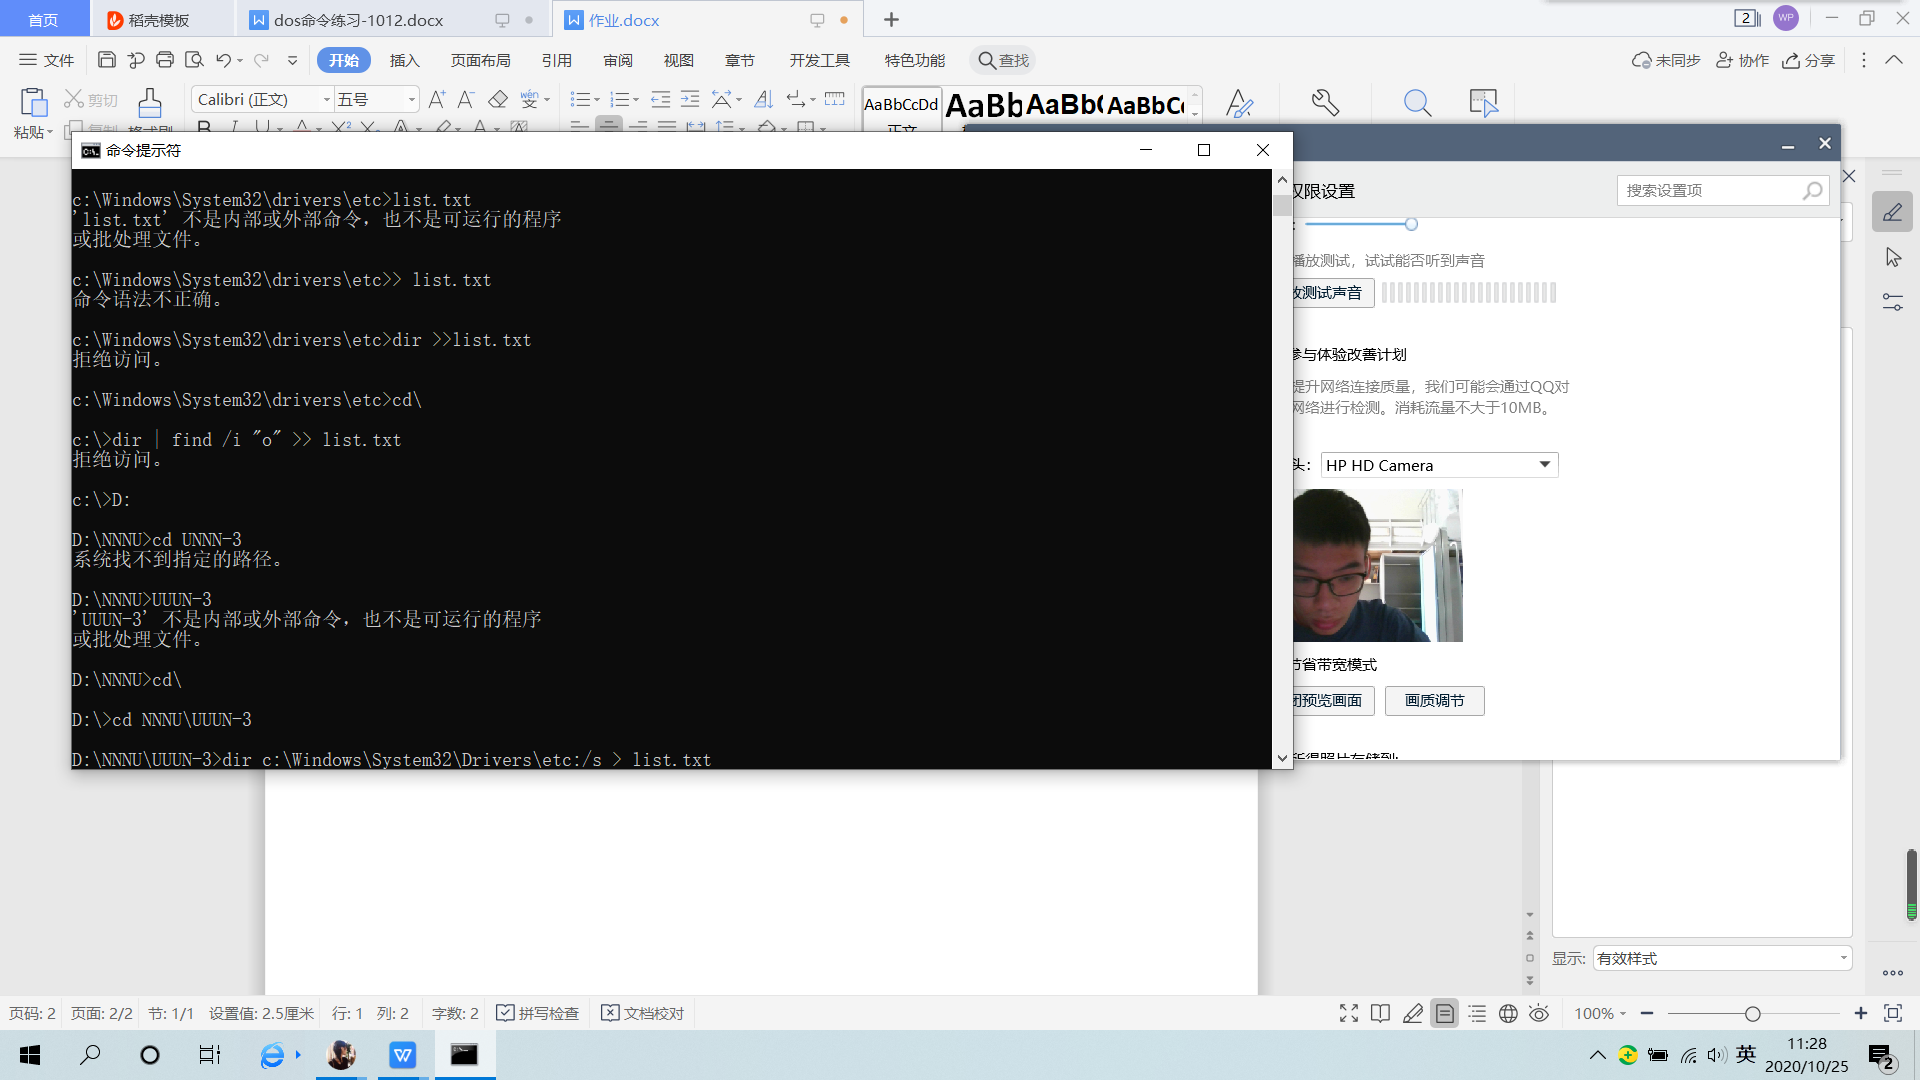 首页
稻壳模板
dos命令练习-1012.docx
作业.docx
2
WP
文件
开始
插入
页面布局
引用
审阅
视图
章节
开发工具
特色功能
查找
未同步
协作
分享
粘贴
剪切
Calibri (正文)
五号
AaBbCcDd
命令提示符
c:\Windows\System32\drivers\etc>list.txt
'list.txt' 不是内部或外部命令，也不是可运行的程序
或批处理文件。
c:\Windows\System32\drivers\etc>> list.txt
命令语法不正确。
c:\Windows\System32\drivers\etc>dir >>list.txt
拒绝访问。
c:\Windows\System32\drivers\etc>cd\
c:\>dir | find /i "o" >> list.txt
拒绝访问。
c:\>D:
D:\NNNU>cd UNNN-3
系统找不到指定的路径。
D:\NNNU>UUUN-3
'UUUN-3' 不是内部或外部命令，也不是可运行的程序
或批处理文件。
D:\NNNU>cd\
D:\>cd NNNU\UUUN-3
D:\NNNU\UUUN-3>dir c:\Windows\System32\Drivers\etc:/s > list.txt
权限设置
搜索设置项
播放测试，试试能否听到声音
放测试声音
参与体验改善计划
提升网络连接质量，我们可能会通过QQ对
网络进行检测。消耗流量不大于10MB。
头：
HP HD Camera
节省带宽模式
闭预览画面
画质调节
所得照片存储到:
显示:
有效样式
页码: 2
页面: 2/2
节: 1/1
设置值: 2.5厘米
行: 1
列: 2
字数: 2
拼写检查
文档校对
100%
英
11:28
2020/10/25
2